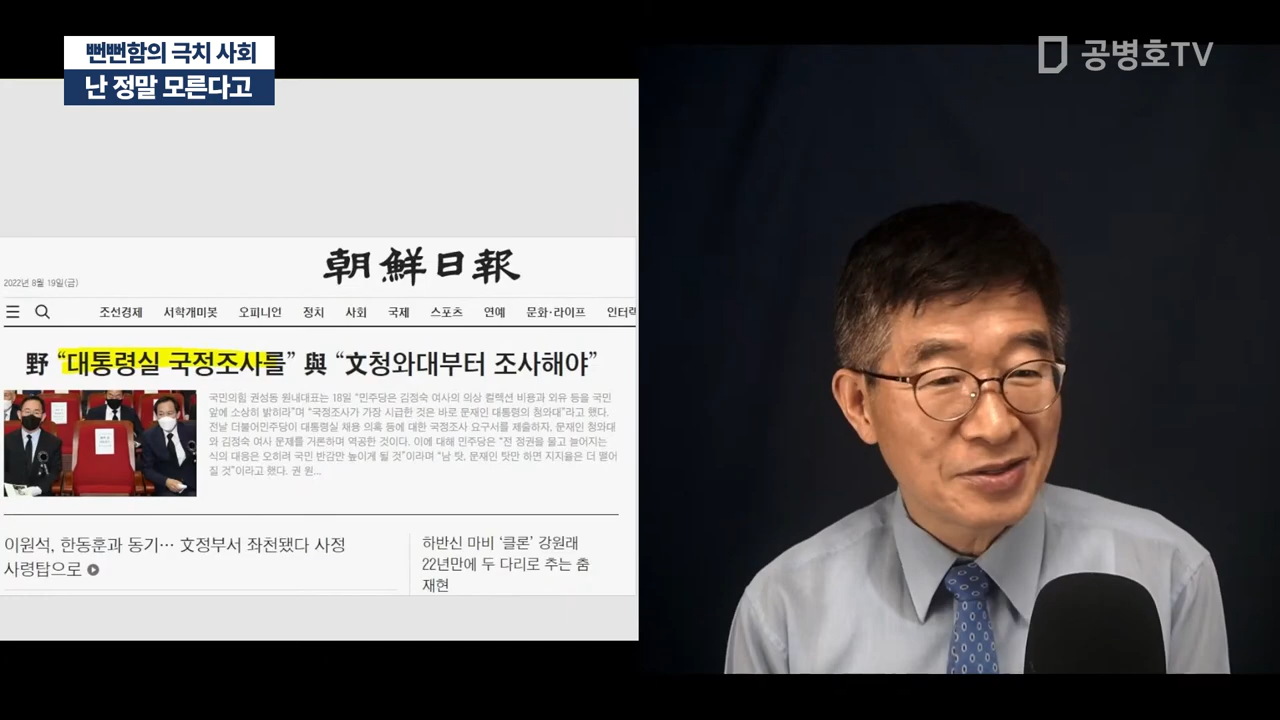 뻔뻔함의 극치 사회
난 정말 모른다고
공병호TV
2022년 8월 19일(금)
朝鮮日報
조선경제 서학개미봇 오피니언 정치 사회 국제 스포츠 연예 문화·라이프 인터랙
野 “대통령실 국정조사를” 與 “文청와대부터 조사해야”
국민의힘 권성동 원내대표는 18일 “민주당은 김정숙 여사의 의상 컬렉션 비용과 외유 등을 국민
앞에 소상히 밝히라”며 “국정조사가 가장 시급한 것은 바로 문재인 대통령의 청와대”라고 했다.
전날 더불어민주당이 대통령실 채용 의혹 등에 대한 국정조사 요구서를 제출하자, 문재인 청와대
와 김정숙 여사 문제를 거론하며 역공한 것이다. 이에 대해 민주당은 “전 정권을 물고 늘어지는
식의 대응은 오히려 국민 반감만 높이게 될 것”이라며 “남 탓, 문재인 탓만 하면 지지율은 더 떨어
질 것”이라고 했다. 권 원...
이원석, 한동훈과 동기… 文정부서 좌천됐다 사정
사령탑으로
하반신 마비 ‘클론’ 강원래
22년만에 두 다리로 추는 춤
재현